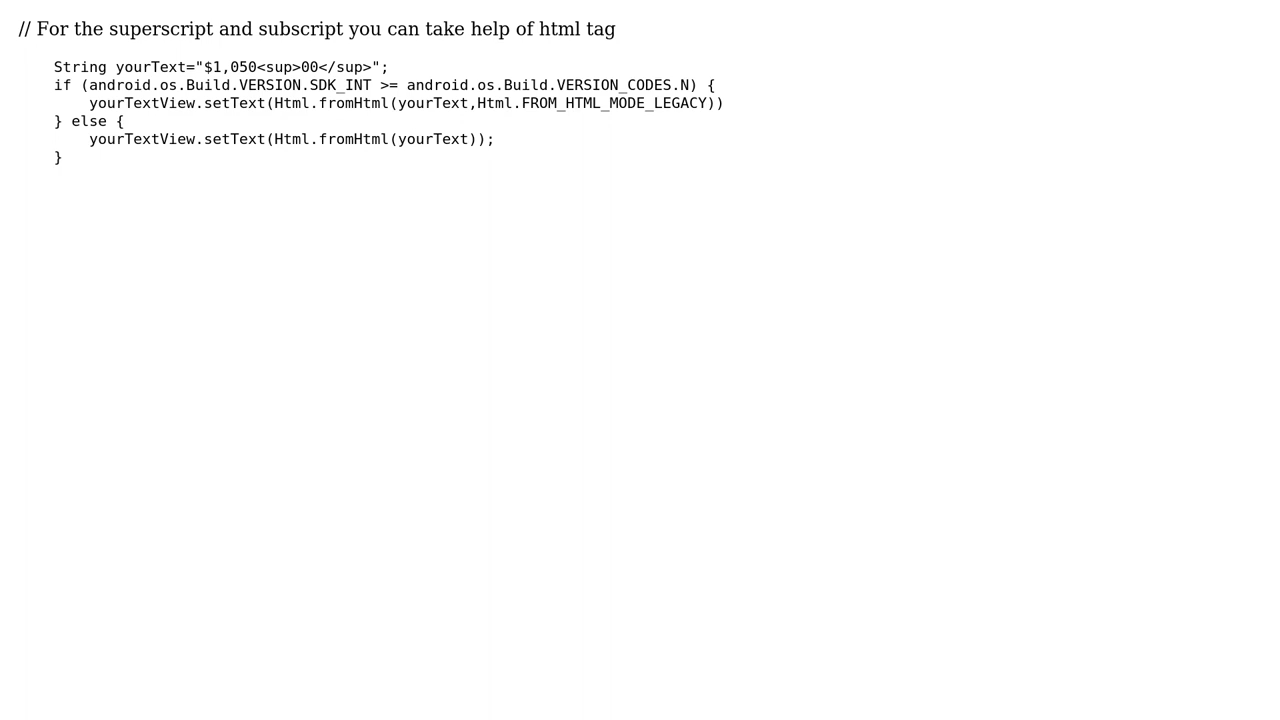 // For the superscript and subscript you can take help of html tag
String yourText="$1,050<sup>00</sup>";
if (android.os.Build.VERSION.SDK_INT >= android.os.Build.VERSION_CODES.N) {
    yourTextView.setText(Html.fromHtml(yourText,Html.FROM_HTML_MODE_LEGACY))
} else {
    yourTextView.setText(Html.fromHtml(yourText));
}